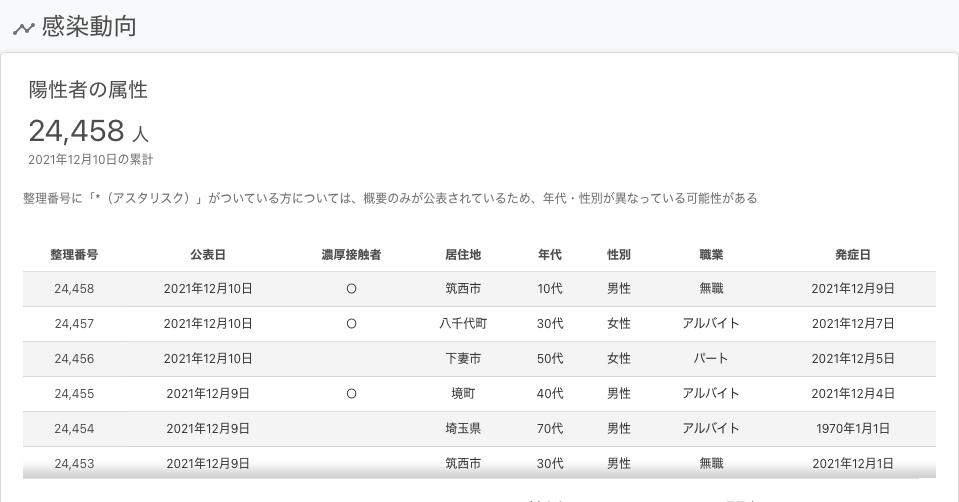 感染動向
陽性者の属性
24,458 人
2021年12月10日の累計
整理番号に「*（アスタリスク）」がついている方については、概要のみが公表されているため、年代・性別が異なっている可能性がある
整理番号 公表日 濃厚接触者 居住地 年代 性別 職業 発症日
24,458 2021年12月10日 〇 筑西市 10代 男性 無職 2021年12月9日
24,457 2021年12月10日 〇 八千代町 30代 女性 アルバイト 2021年12月7日
24,456 2021年12月10日 下妻市 50代 女性 パート 2021年12月5日
24,455 2021年12月9日 〇 境町 40代 男性 アルバイト 2021年12月4日
24,454 2021年12月9日 埼玉県 70代 男性 アルバイト 1970年1月1日
24,453 2021年12月9日 筑西市 30代 男性 無職 2021年12月1日